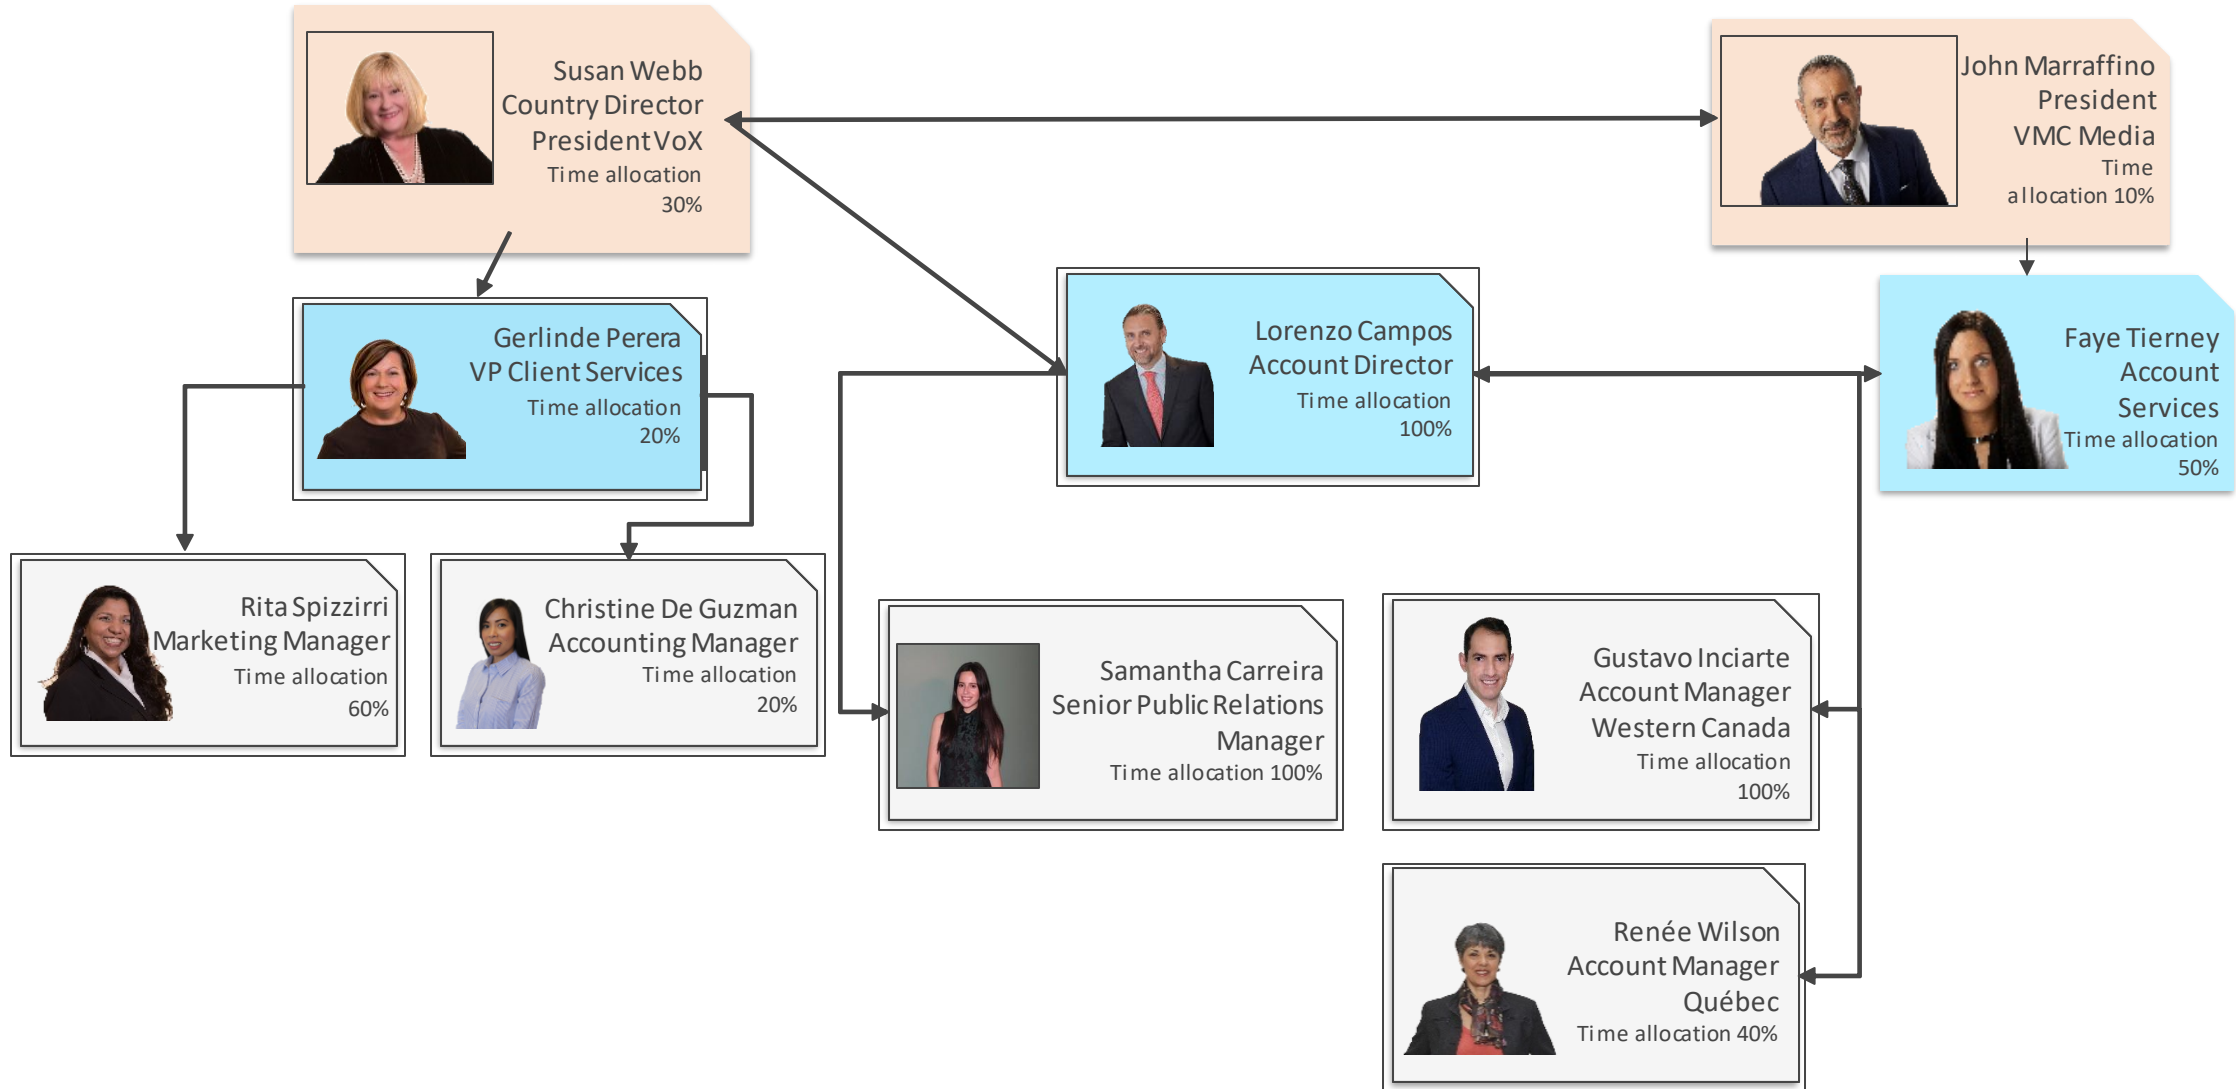 Susan Webb
Country Director
President VoX
Time allocation
30%
John Marraffino
President
VMC Media
Time
allocation 10%
Gerlinde Perera
VP Client Services
Time allocation
20%
Lorenzo Campos
Account Director
Time allocation
100%
Faye Tierney
Account
Services
Time allocation
50%
Rita Spizzirri
Marketing Manager
Time allocation
60%
Christine De Guzman
Accounting Manager
Time allocation
20%
Samantha Carreira
Senior Public Relations
Manager
Time allocation 100%
Gustavo Inciarte
Account Manager
Western Canada
Time allocation
100%
Renée Wilson
Account Manager
Québec
Time allocation 40%